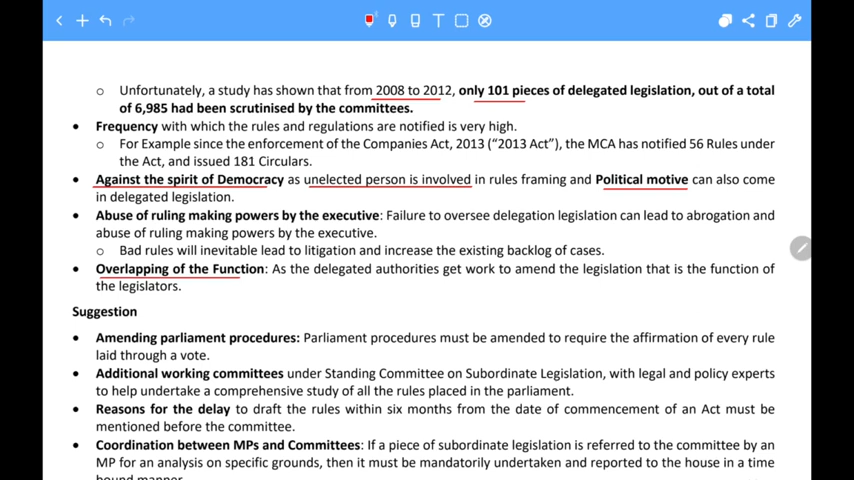 Unfortunately, a study has shown that from 2008 to 2012, only 101 pieces of delegated legislation, out of a total
of 6,985 had been scrutinised by the committees.
Frequency with which the rules and regulations are notified is very high.
For Example since the enforcement of the Companies Act, 2013 (“2013 Act”), the MCA has notified 56 Rules under
the Act, and issued 181 Circulars.
Against the spirit of Democracy as unelected person is involved in rules framing and Political motive can also come
in delegated legislation.
Abuse of ruling making powers by the executive: Failure to oversee delegation legislation can lead to abrogation and
abuse of ruling making powers by the executive.
Bad rules will inevitable lead to litigation and increase the existing backlog of cases.
Overlapping of the Function: As the delegated authorities get work to amend the legislation that is the function of
the legislators.
Suggestion
Amending parliament procedures: Parliament procedures must be amended to require the affirmation of every rule
laid through a vote.
Additional working committees under Standing Committee on Subordinate Legislation, with legal and policy experts
to help undertake a comprehensive study of all the rules placed in the parliament.
Reasons for the delay to draft the rules within six months from the date of commencement of an Act must be
mentioned before the committee.
Coordination between MPs and Committees: If a piece of subordinate legislation is referred to the committee by an
MP for an analysis on specific grounds, then it must be mandatorily undertaken and reported to the house in a time
bound manner.